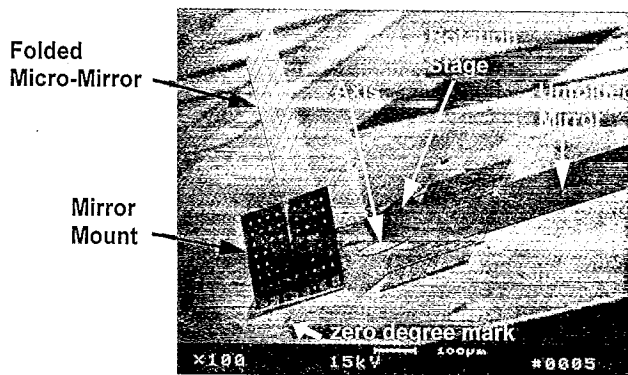 Folded
Micro-Mirror
Rotation
Stage
Axis
Unfolded
Mirror
Mirror
Mount
zero degree mark
×100 15kV 100µm #0005